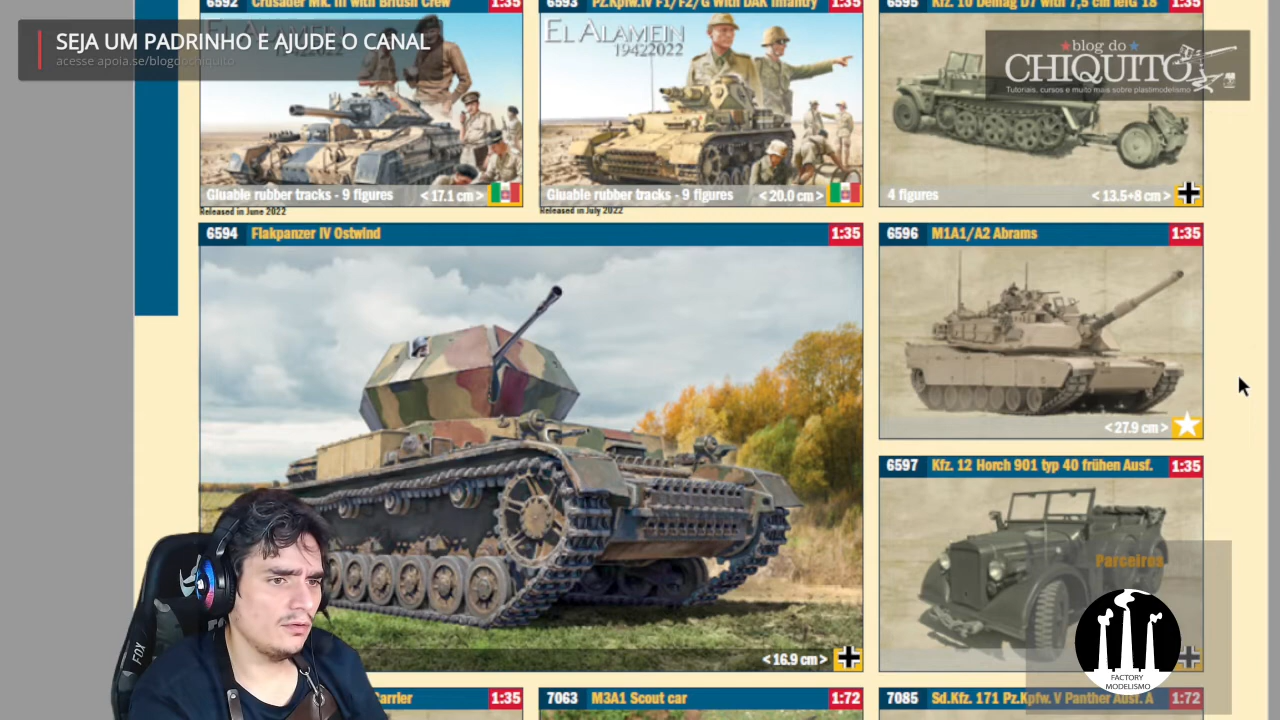 6592 Crusader MK. III with British Crew 1:35
6593 Pz.Kpfw.IV F1/F2/G with DAK Infantry 1:35
6595 Kfz. 10 Demag D7 with 7,5 cm leIG 18 1:35
SEJA UM PADRINHO E AJUDE O CANAL
acesse apoia.se/blogdochiquito
EL ALAMEIN
19422022
EL ALAMEIN
19422022
blog do
CHIQUITO
Tutoriais, cursos e muito mais sobre plastimodelismo
Gluable rubber tracks - 9 figures < 17.1 cm >
Gluable rubber tracks - 9 figures < 20.0 cm >
4 figures < 13.5+8 cm >
Released in June 2022
Released in July 2022
6594 Flakpanzer IV Ostwind 1:35
6596 M1A1/A2 Abrams 1:35
< 27.9 cm >
6597 Kfz. 12 Horch 901 typ 40 frühen Ausf. 1:35
Parceiros
FOX
< 16.9 cm >
FACTORY
MODELISMO
Carrier 1:35
7063 M3A1 Scout car 1:72
7085 Sd.Kfz. 171 Pz.Kpfw. V Panther Ausf. A 1:72